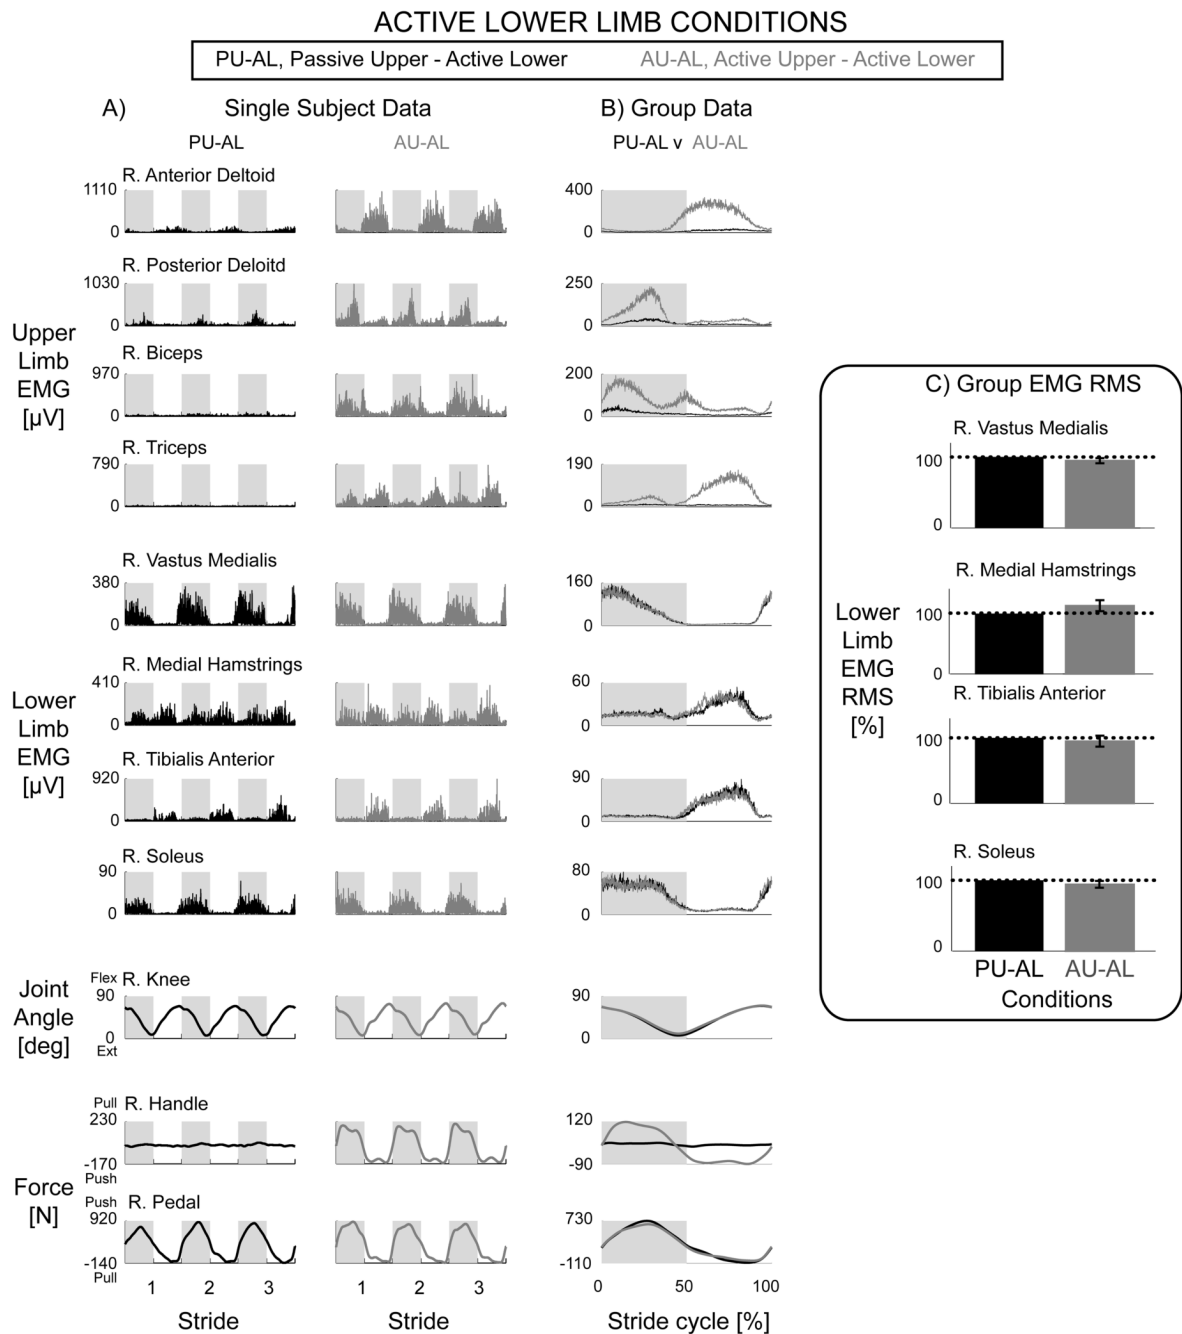 ACTIVE LOWER LIMB CONDITIONS
PU-AL, Passive Upper - Active Lower AU-AL, Active Upper - Active Lower
A) Single Subject Data B) Group Data
PU-AL AU-AL PU-AL v AU-AL
Upper
Limb
EMG
[µV]
R. Anterior Deltoid
1110 400
0 0
R. Posterior Deloitd
1030 250
0 0
R. Biceps
970 200
0 0
R. Triceps
790 190
0 0
Lower
Limb
EMG
[µV]
R. Vastus Medialis
380 160
0 0
R. Medial Hamstrings
410 60
0 0
R. Tibialis Anterior
920 90
0 0
R. Soleus
90 80
0 0
Joint
Angle
[deg]
Flex R. Knee
90 90
0 0
Ext
Force
[N]
Pull R. Handle
230 120
-170 -90
Push
Push R. Pedal
920 730
-140 -110
Pull
1 2 3 1 2 3 0 50 100
Stride Stride Stride cycle [%]
C) Group EMG RMS
Lower
Limb
EMG
RMS
[%]
R. Vastus Medialis
100
0
R. Medial Hamstrings
100
0
R. Tibialis Anterior
100
0
R. Soleus
100
0
PU-AL AU-AL
Conditions